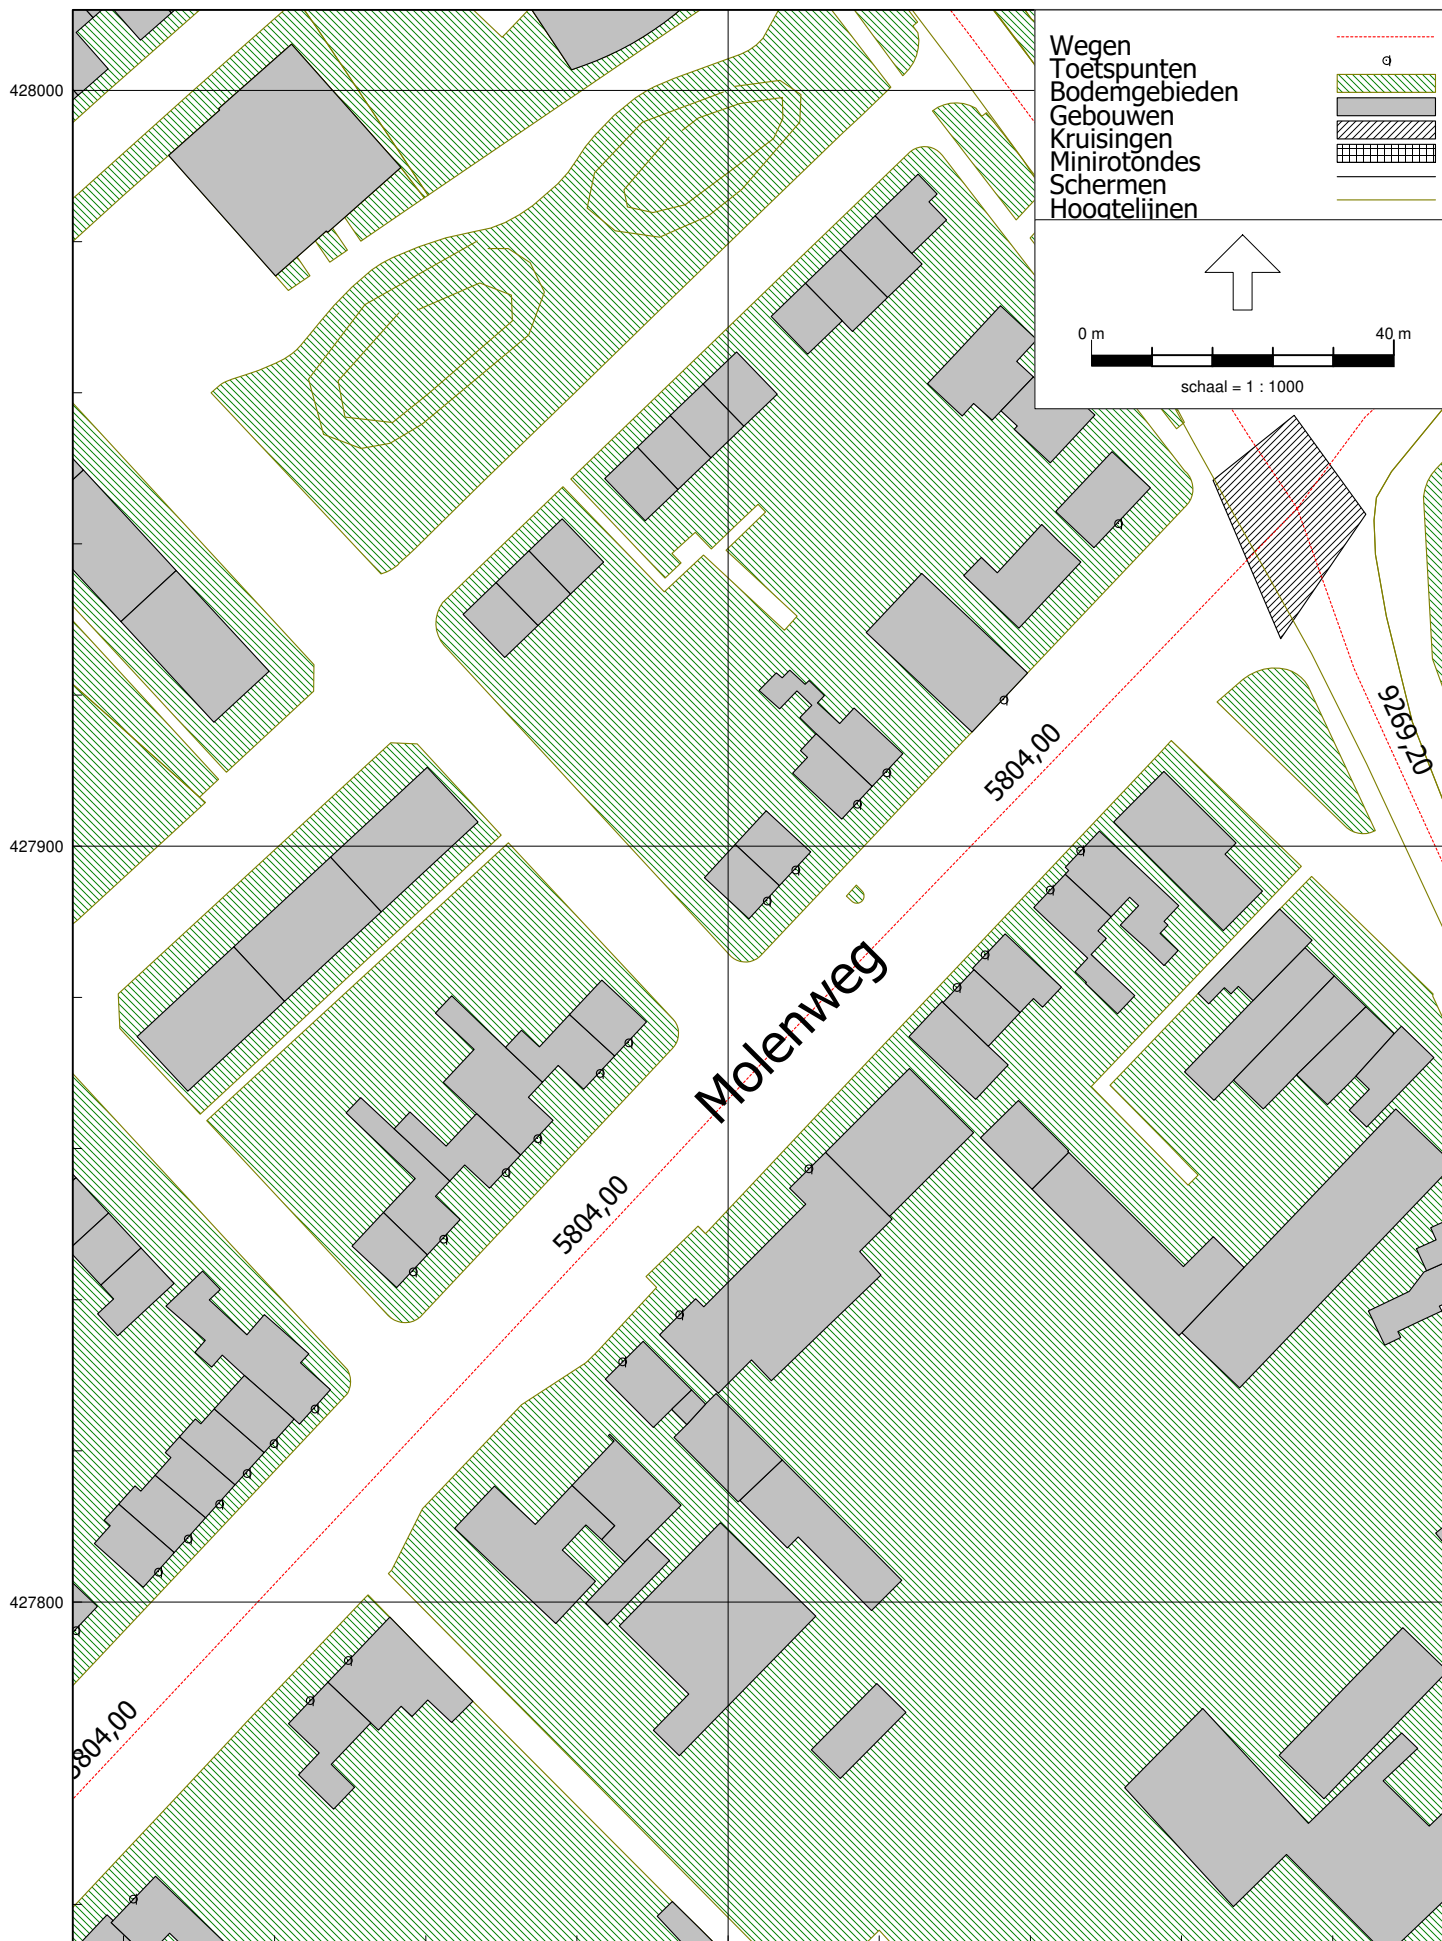 Wegen
Toetspunten
Bodemgebieden
Gebouwen
Kruisingen
Minirotondes
Schermen
Hoogtelijnen
0 m 40 m
schaal = 1 : 1000
428000
9269,20
5804,00
427900
Molenweg
5804,00
427800
5804,00